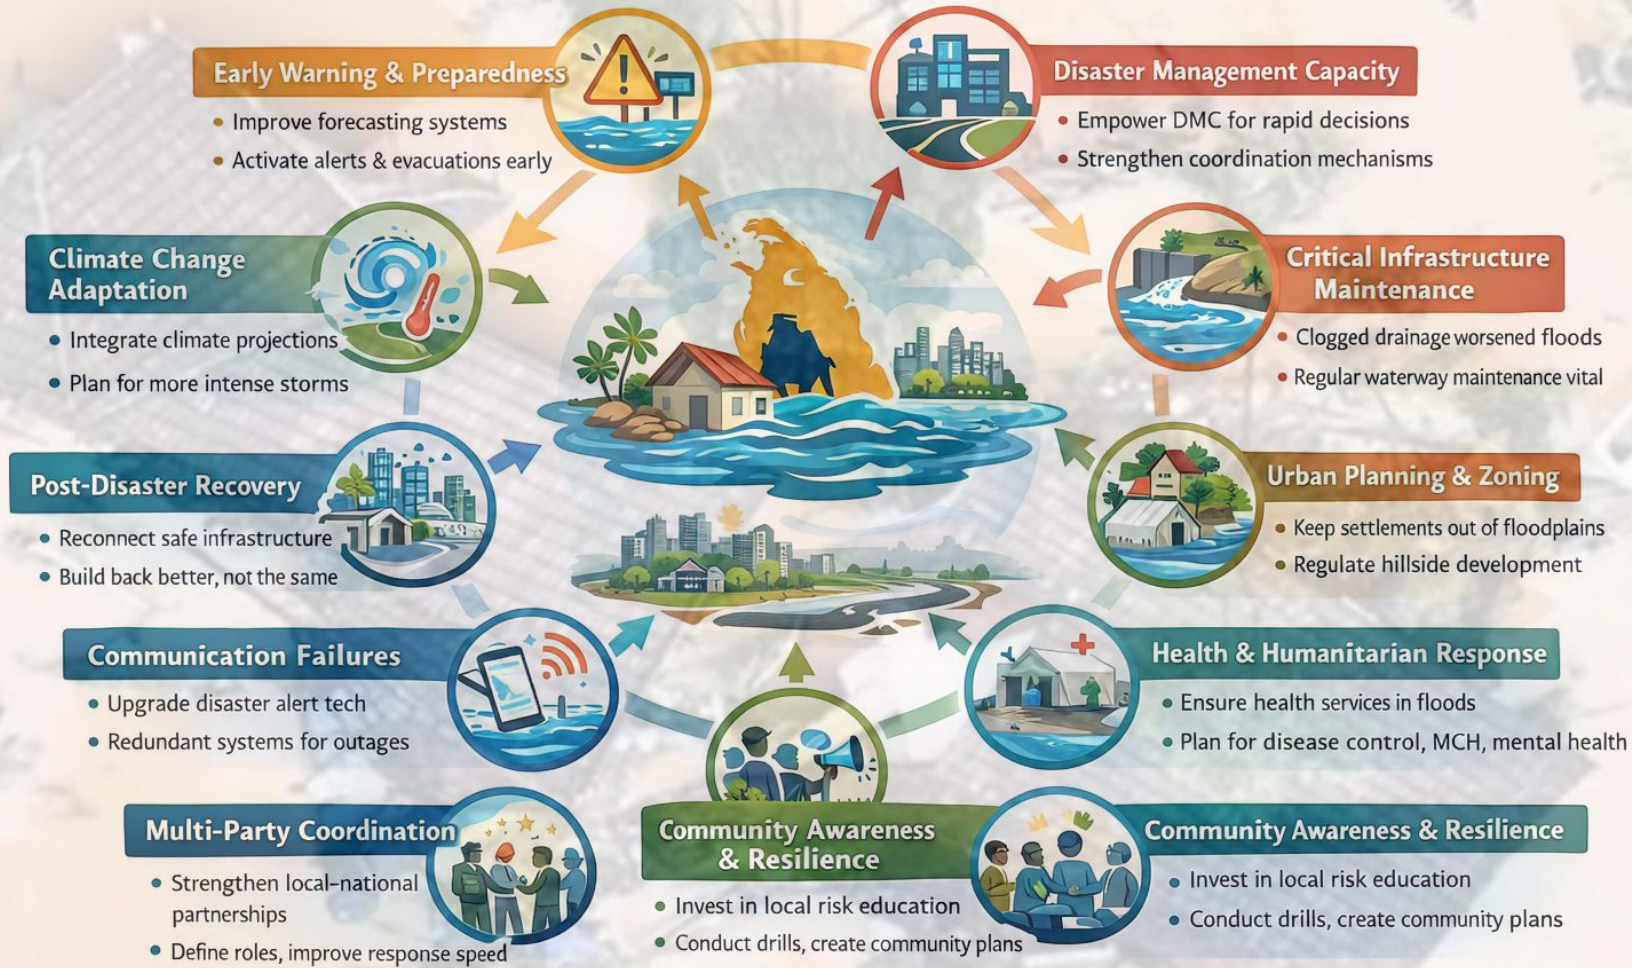 Early Warning & Preparedness
• Improve forecasting systems
• Activate alerts & evacuations early
Disaster Management Capacity
• Empower DMC for rapid decisions
• Strengthen coordination mechanisms
Climate Change
Adaptation
• Integrate climate projections
• Plan for more intense storms
Critical Infrastructure
Maintenance
• Clogged drainage worsened floods
• Regular waterway maintenance vital
Post-Disaster Recovery
• Reconnect safe infrastructure
• Build back better, not the same
Urban Planning & Zoning
• Keep settlements out of floodplains
• Regulate hillside development
Communication Failures
• Upgrade disaster alert tech
• Redundant systems for outages
Health & Humanitarian Response
• Ensure health services in floods
• Plan for disease control, MCH, mental health
Multi-Party Coordination
• Strengthen local–national
partnerships
• Define roles, improve response speed
Community Awareness
& Resilience
• Invest in local risk education
• Conduct drills, create community plans
Community Awareness & Resilience
• Invest in local risk education
• Conduct drills, create community plans